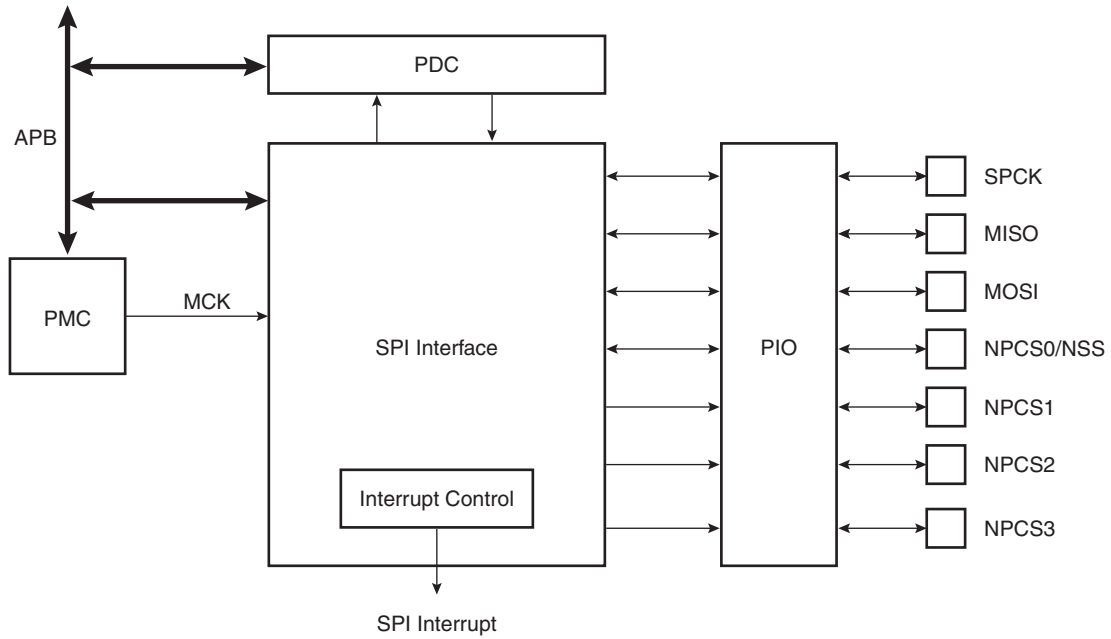 PDC
APB
SPCK
MISO
MCK
MOSI
PMC
SPI Interface
PIO
NPCS0/NSS
NPCS1
NPCS2
Interrupt Control
NPCS3
SPI Interrupt